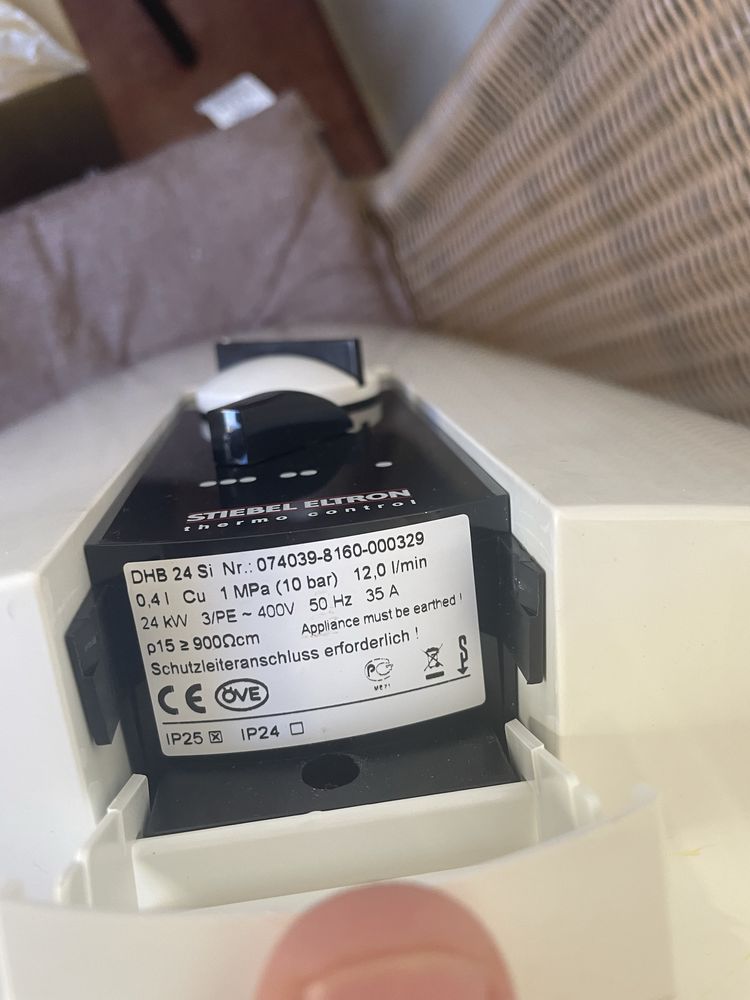 STIEBEL ELTRON
thermo control
DHB 24 Si Nr.: 074039-8160-000329
0,4 l Cu 1 MPa (10 bar) 12,0 l/min
24 kW 3/PE ~ 400V 50 Hz 35 A
ρ15 ≥ 900Ωcm Appliance must be earthed !
Schutzleiteranschluss erforderlich !
CE ÖVE PG S
IP25 ☒ IP24 ☐